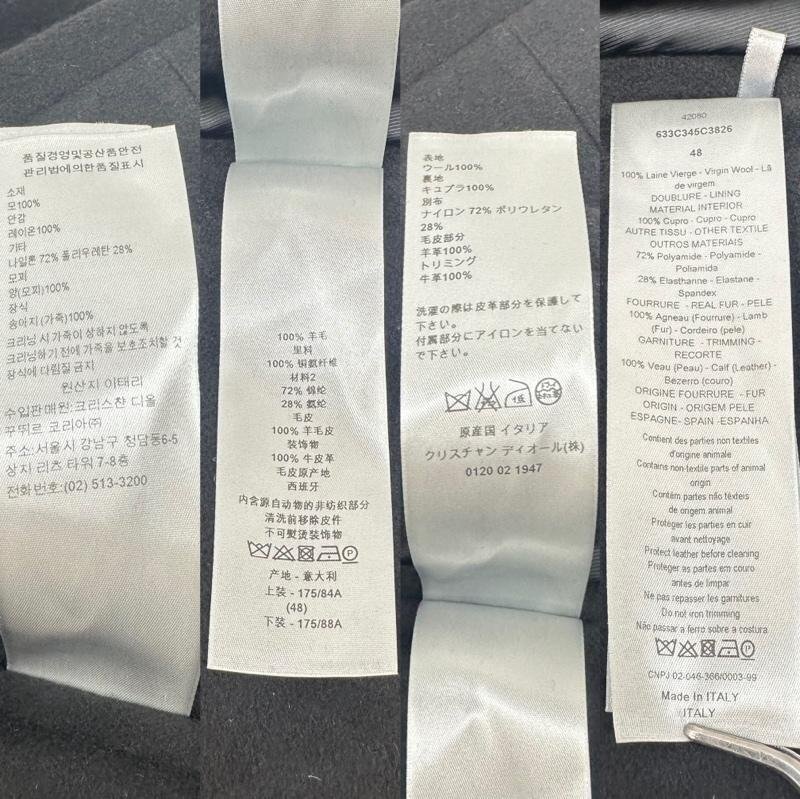 품질경영및공산품안전
관리법에의한품질표시
소재
모100%
안감
레이온100%
기타
나일론 72% 폴리우레탄 28%
모피
양(모피)100%
장식
송아지(가죽)100%
크리닝 시 가죽이 상하지 않도록
크리닝하기 전에 가죽을 보호조치할 것
장식에 다림질 금지
원산지 이태리
수입판매원: 크리스챤 디올
꾸뛰르 코리아㈜
주소: 서울시 강남구 청담동6-5
상지 리츠 타워 7-8층
전화번호:(02) 513-3200
100% 羊毛
里料
100% 铜氨纤维
材料2
72% 锦纶
28% 氨纶
毛皮
100% 羊毛皮
装饰物
100% 牛皮革
毛皮原产地
西班牙
内含源自动物的非纺织部分
清洗前移除皮件
不可熨烫装饰物
产地 - 意大利
上装 - 175/84A
(48)
下装 - 175/88A
表地
ウール100%
裏地
キュプラ100%
別布
ナイロン 72% ポリウレタン
28%
毛皮部分
羊革100%
トリミング
牛革100%
洗濯の際は皮革部分を保護して
下さい。
付属部分にアイロンを当てない
で下さい。
原産国 イタリア
クリスチャン ディオール(株)
0120 02 1947
42080
633C345C3826
48
100% Laine Vierge - Virgin Wool - Lã
de virgem
DOUBLURE - LINING
MATERIAL INTERIOR
100% Cupro - Cupro - Cupro
AUTRE TISSU - OTHER TEXTILE
OUTROS MATERIAIS
72% Polyamide - Polyamide -
Poliamida
28% Elasthanne - Elastane -
Spandex
FOURRURE - REAL FUR - PELE
100% Agneau (Fourrure) - Lamb
(Fur) - Cordeiro (pele)
GARNITURE - TRIMMING -
RECORTE
100% Veau (Peau) - Calf (Leather) -
Bezerro (couro)
ORIGINE FOURRURE - FUR
ORIGIN - ORIGEM PELE
ESPAGNE- SPAIN -ESPANHA
Contient des parties non textiles
d'origine animale
Contains non-textile parts of animal
origin
Contém partes não têxteis
de origem animal
Protéger les parties en cuir
avant nettoyage
Protect leather before cleaning
Proteger as partes em couro
antes de limpar
Ne pas repasser les garnitures
Do not iron trimming
Não passar a ferro sobre a costura
CNPJ 02-046-366/0003-99
Made In ITALY
ITALY